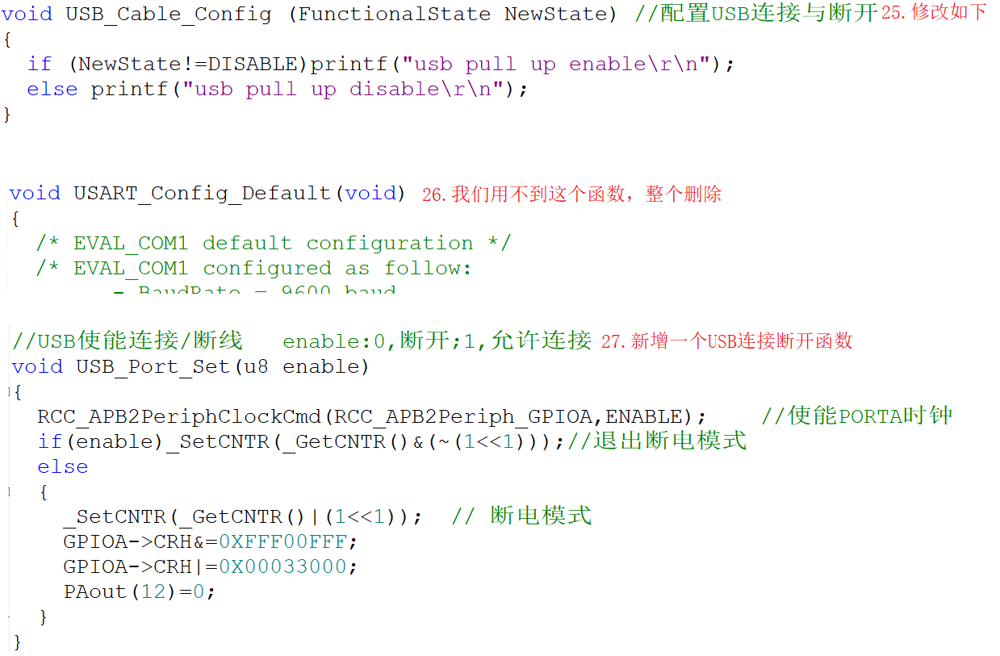 void USB_Cable_Config (FunctionalState NewState) //配置USB连接与断开25.修改如下
{
  if (NewState!=DISABLE)printf("usb pull up enable\r\n");
  else printf("usb pull up disable\r\n");
}
void USART_Config_Default(void) 26.我们用不到这个函数，整个删除
{
  /* EVAL_COM1 default configuration */
  /* EVAL_COM1 configured as follow:
        - BaudRate = 9600 baud
//USB使能连接/断线   enable:0,断开;1,允许连接 27.新增一个USB连接断开函数
void USB_Port_Set(u8 enable)
{
  RCC_APB2PeriphClockCmd(RCC_APB2Periph_GPIOA,ENABLE);    //使能PORTA时钟
  if(enable)_SetCNTR(_GetCNTR()&(~(1<<1)));//退出断电模式
  else
  {
    _SetCNTR(_GetCNTR()|(1<<1));  // 断电模式
    GPIOA->CRH&=0XFFF00FFF;
    GPIOA->CRH|=0X00033000;
    PAout(12)=0;
  }
}